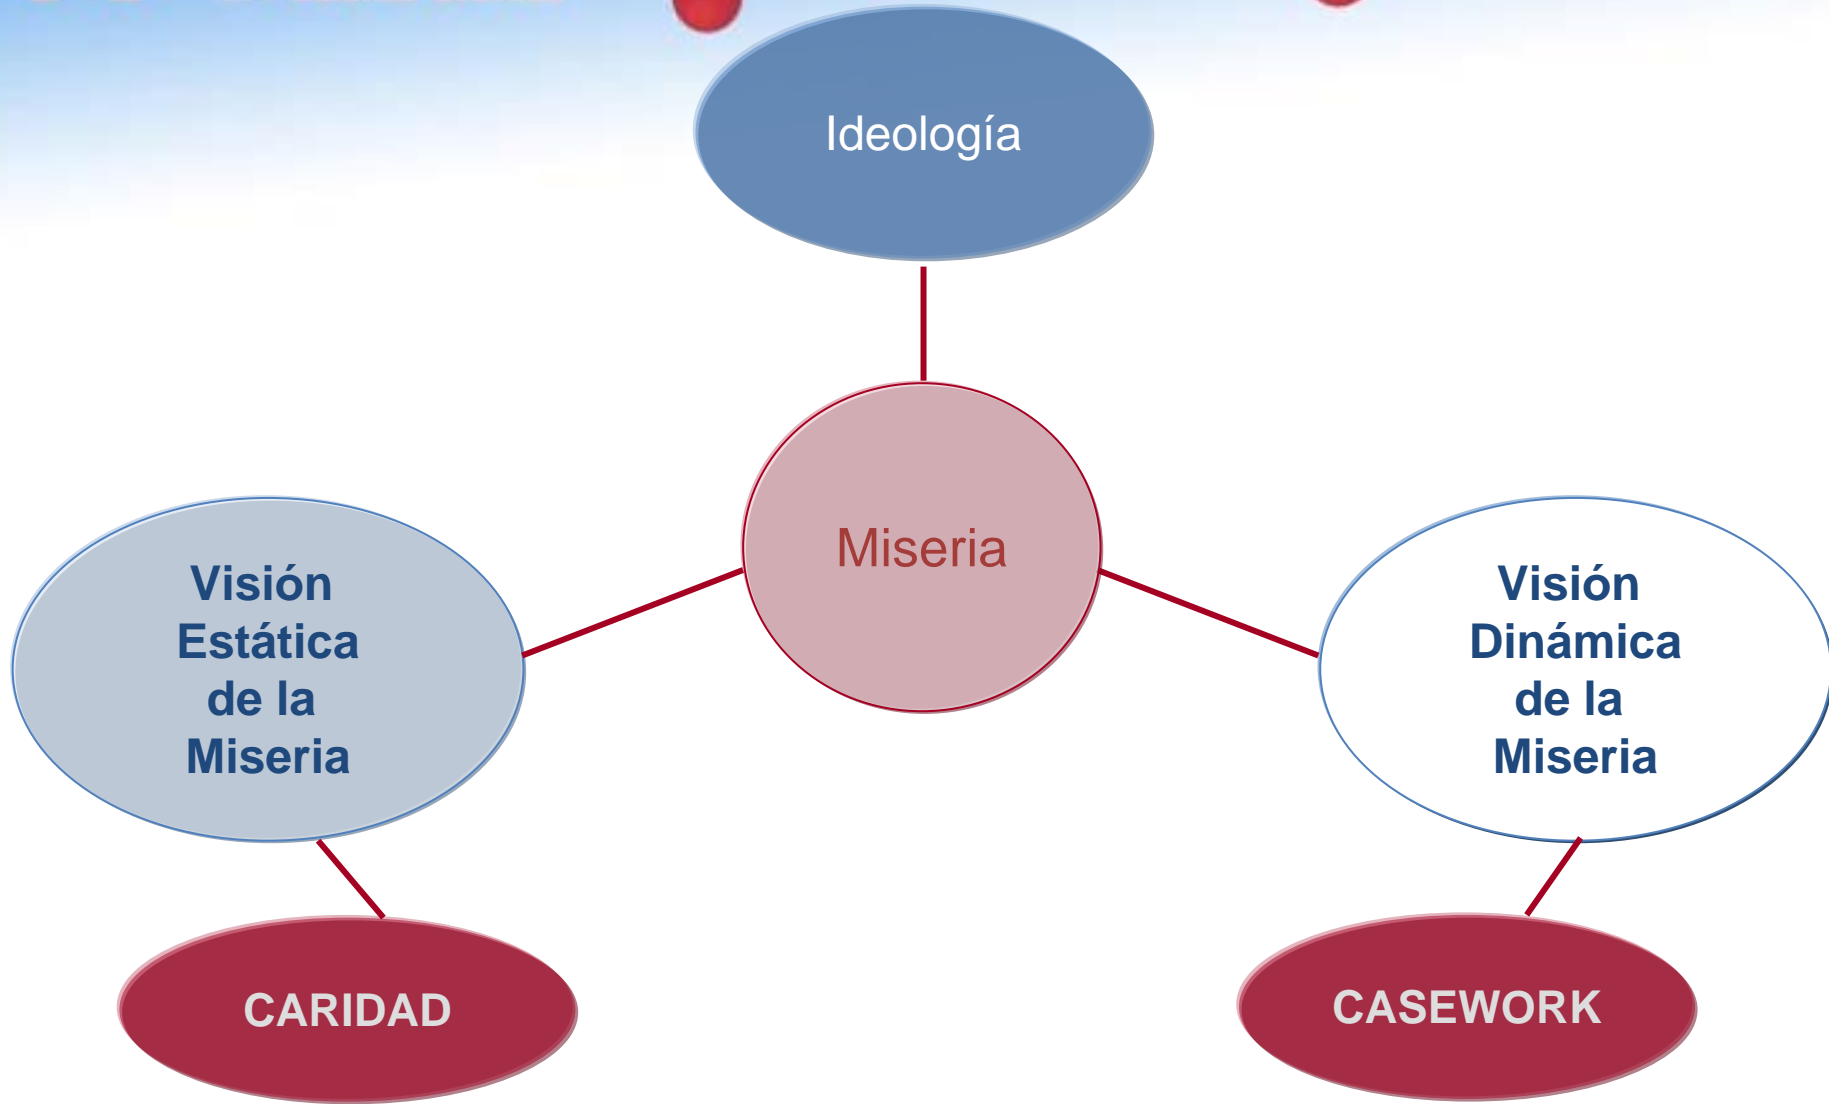 Ideología
Miseria
Visión
Estática
de la
Miseria
Visión
Dinámica
de la
Miseria
CARIDAD
CASEWORK